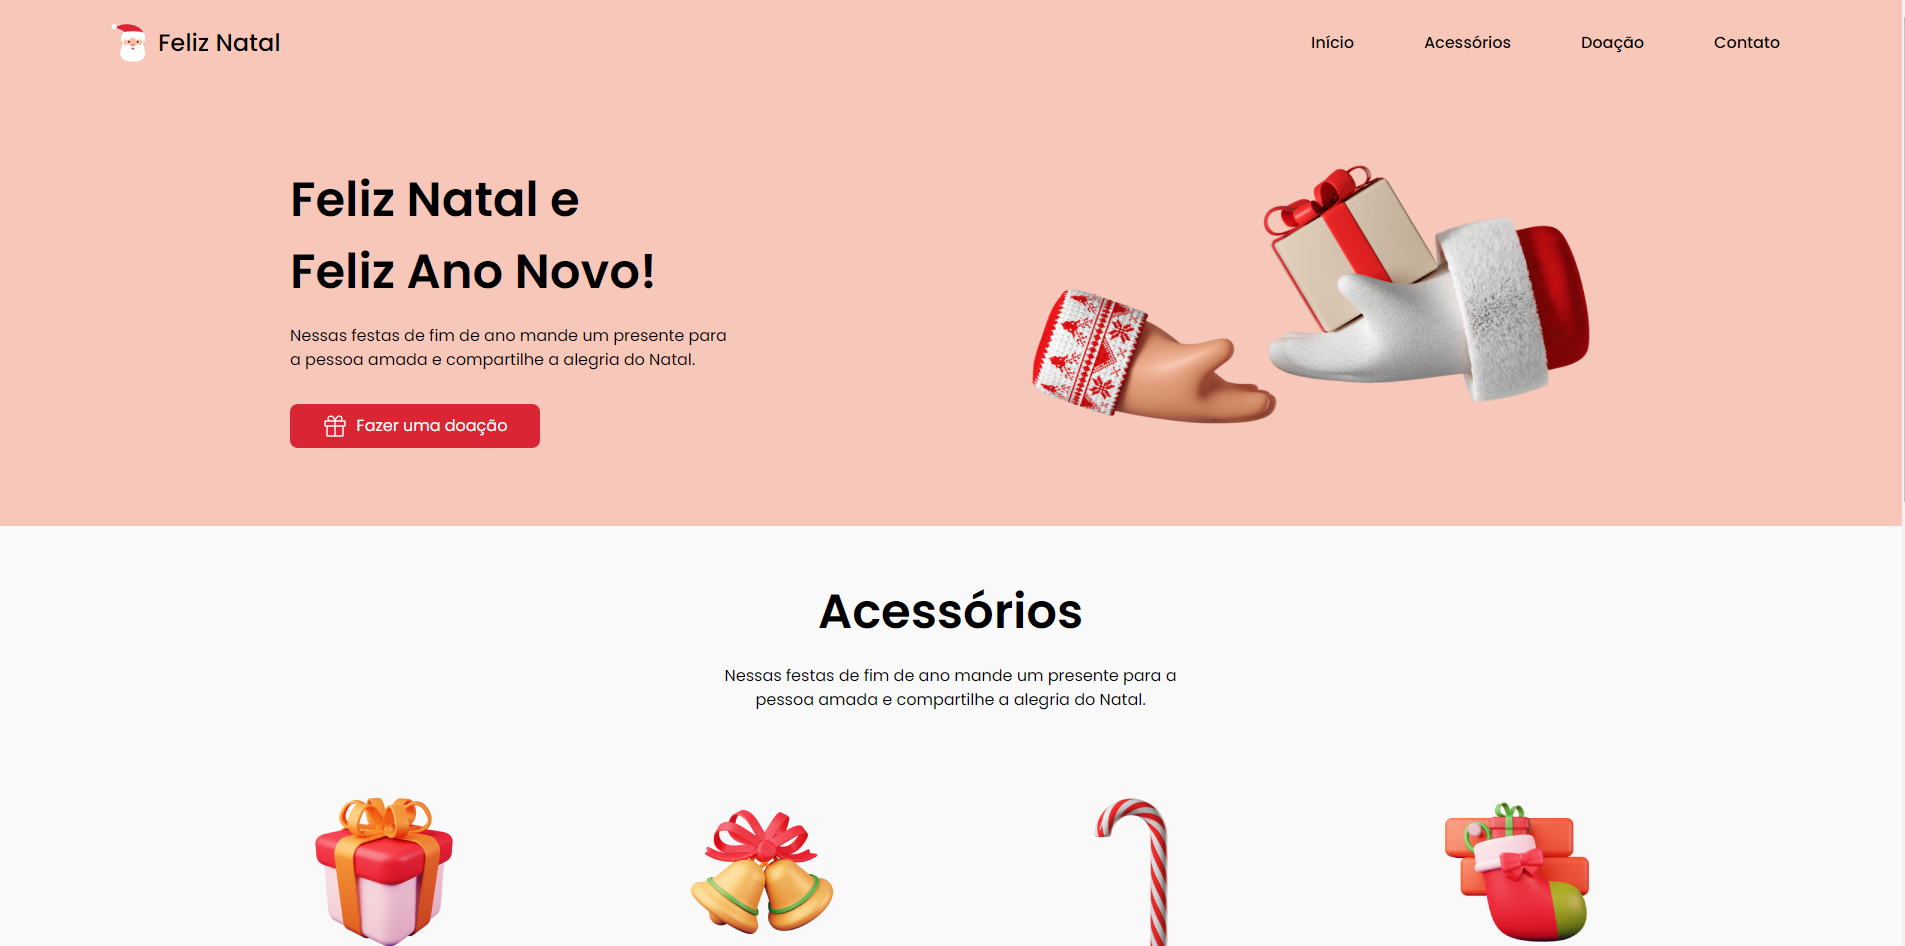 Feliz Natal
Início
Acessórios
Doação
Contato
Feliz Natal e
Feliz Ano Novo!
Nessas festas de fim de ano mande um presente para
a pessoa amada e compartilhe a alegria do Natal.
Fazer uma doação
Acessórios
Nessas festas de fim de ano mande um presente para a
pessoa amada e compartilhe a alegria do Natal.